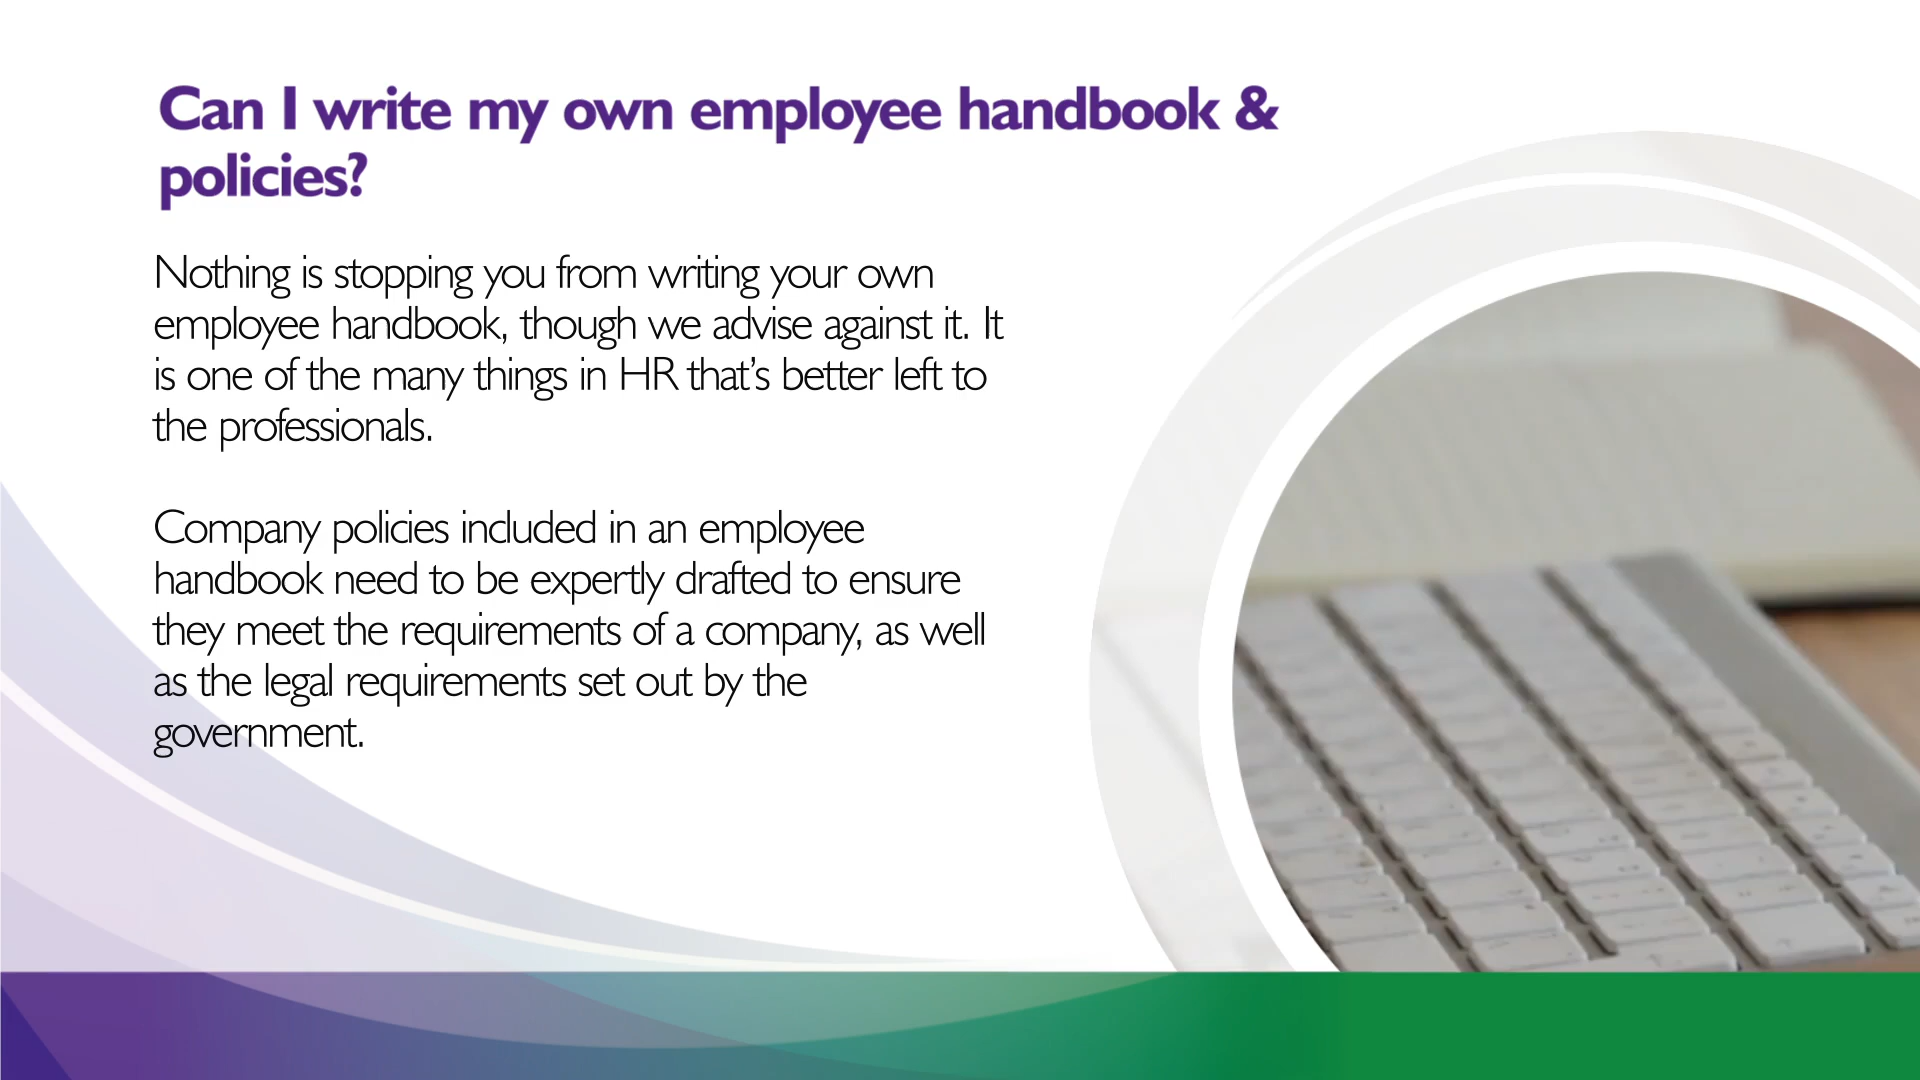 Can I write my own employee handbook &
policies?
Nothing is stopping you from writing your own
employee handbook, though we advise against it. It
is one of the many things in HR that’s better left to
the professionals.
Company policies included in an employee
handbook need to be expertly drafted to ensure
they meet the requirements of a company, as well
as the legal requirements set out by the
government.